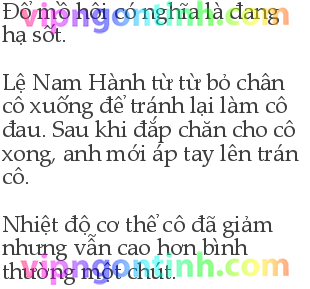 Đổ mồ hôi có nghĩa là đang
hạ sốt.
Lệ Nam Hành từ từ bỏ chân
cô xuống để tránh lại làm cô
đau. Sau khi đắp chăn cho cô
xong, anh mới áp tay lên trán
cô.
Nhiệt độ cơ thể cô đã giảm
nhưng vẫn cao hơn bình
thường một chút.
vipngontinh.com
vipngontinh.com